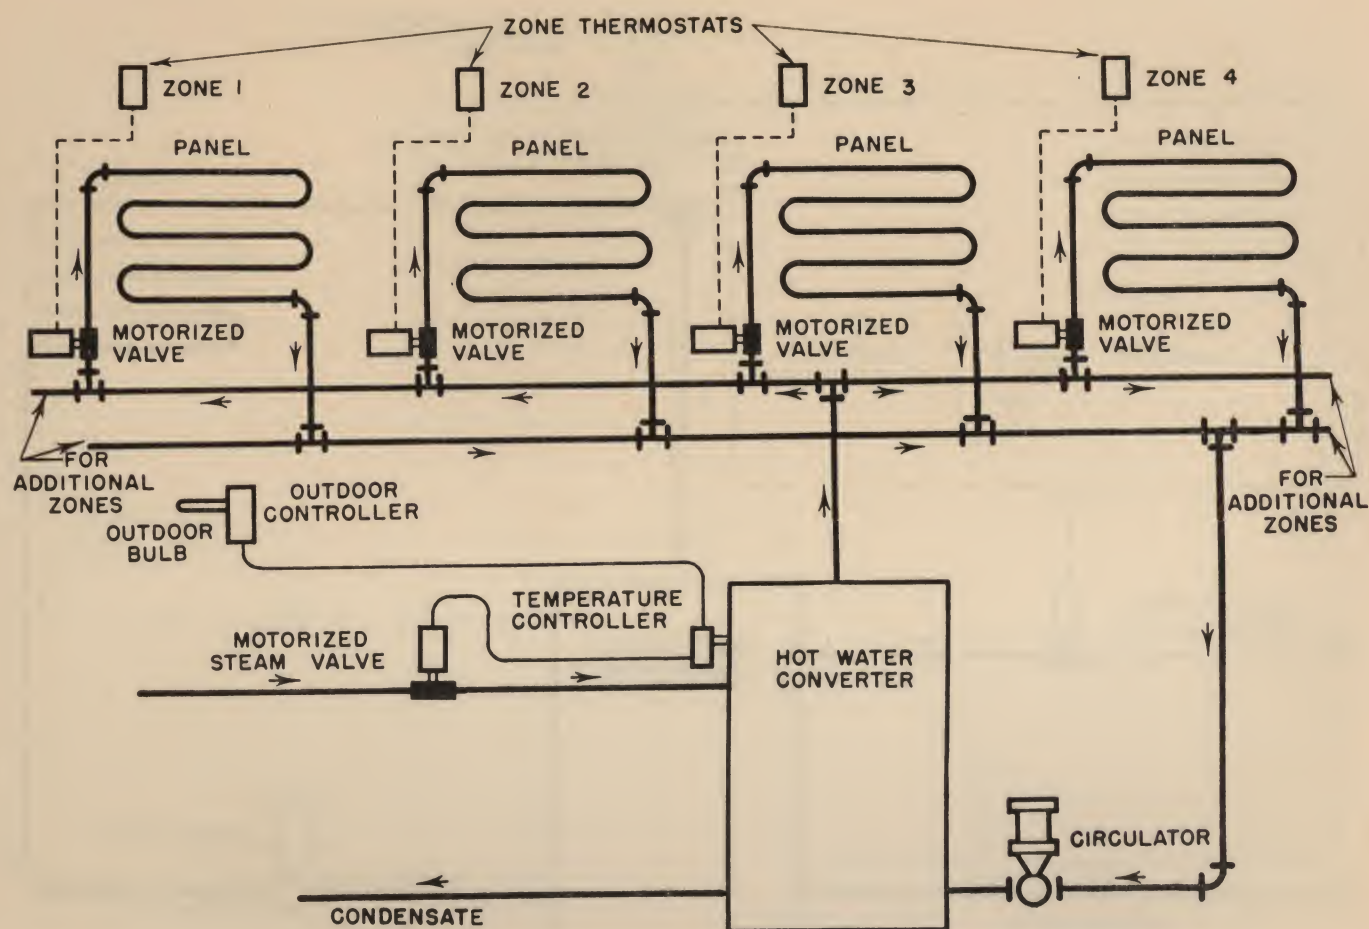 ZONE THERMOSTATS
ZONE 1
ZONE 2
ZONE 3
ZONE 4
PANEL
PANEL
PANEL
PANEL
MOTORIZED
VALVE
MOTORIZED
VALVE
MOTORIZED
VALVE
MOTORIZED
VALVE
FOR
ADDITIONAL
ZONES
FOR
ADDITIONAL
ZONES
OUTDOOR
CONTROLLER
OUTDOOR
BULB
TEMPERATURE
CONTROLLER
MOTORIZED
STEAM VALVE
HOT WATER
CONVERTER
CIRCULATOR
CONDENSATE